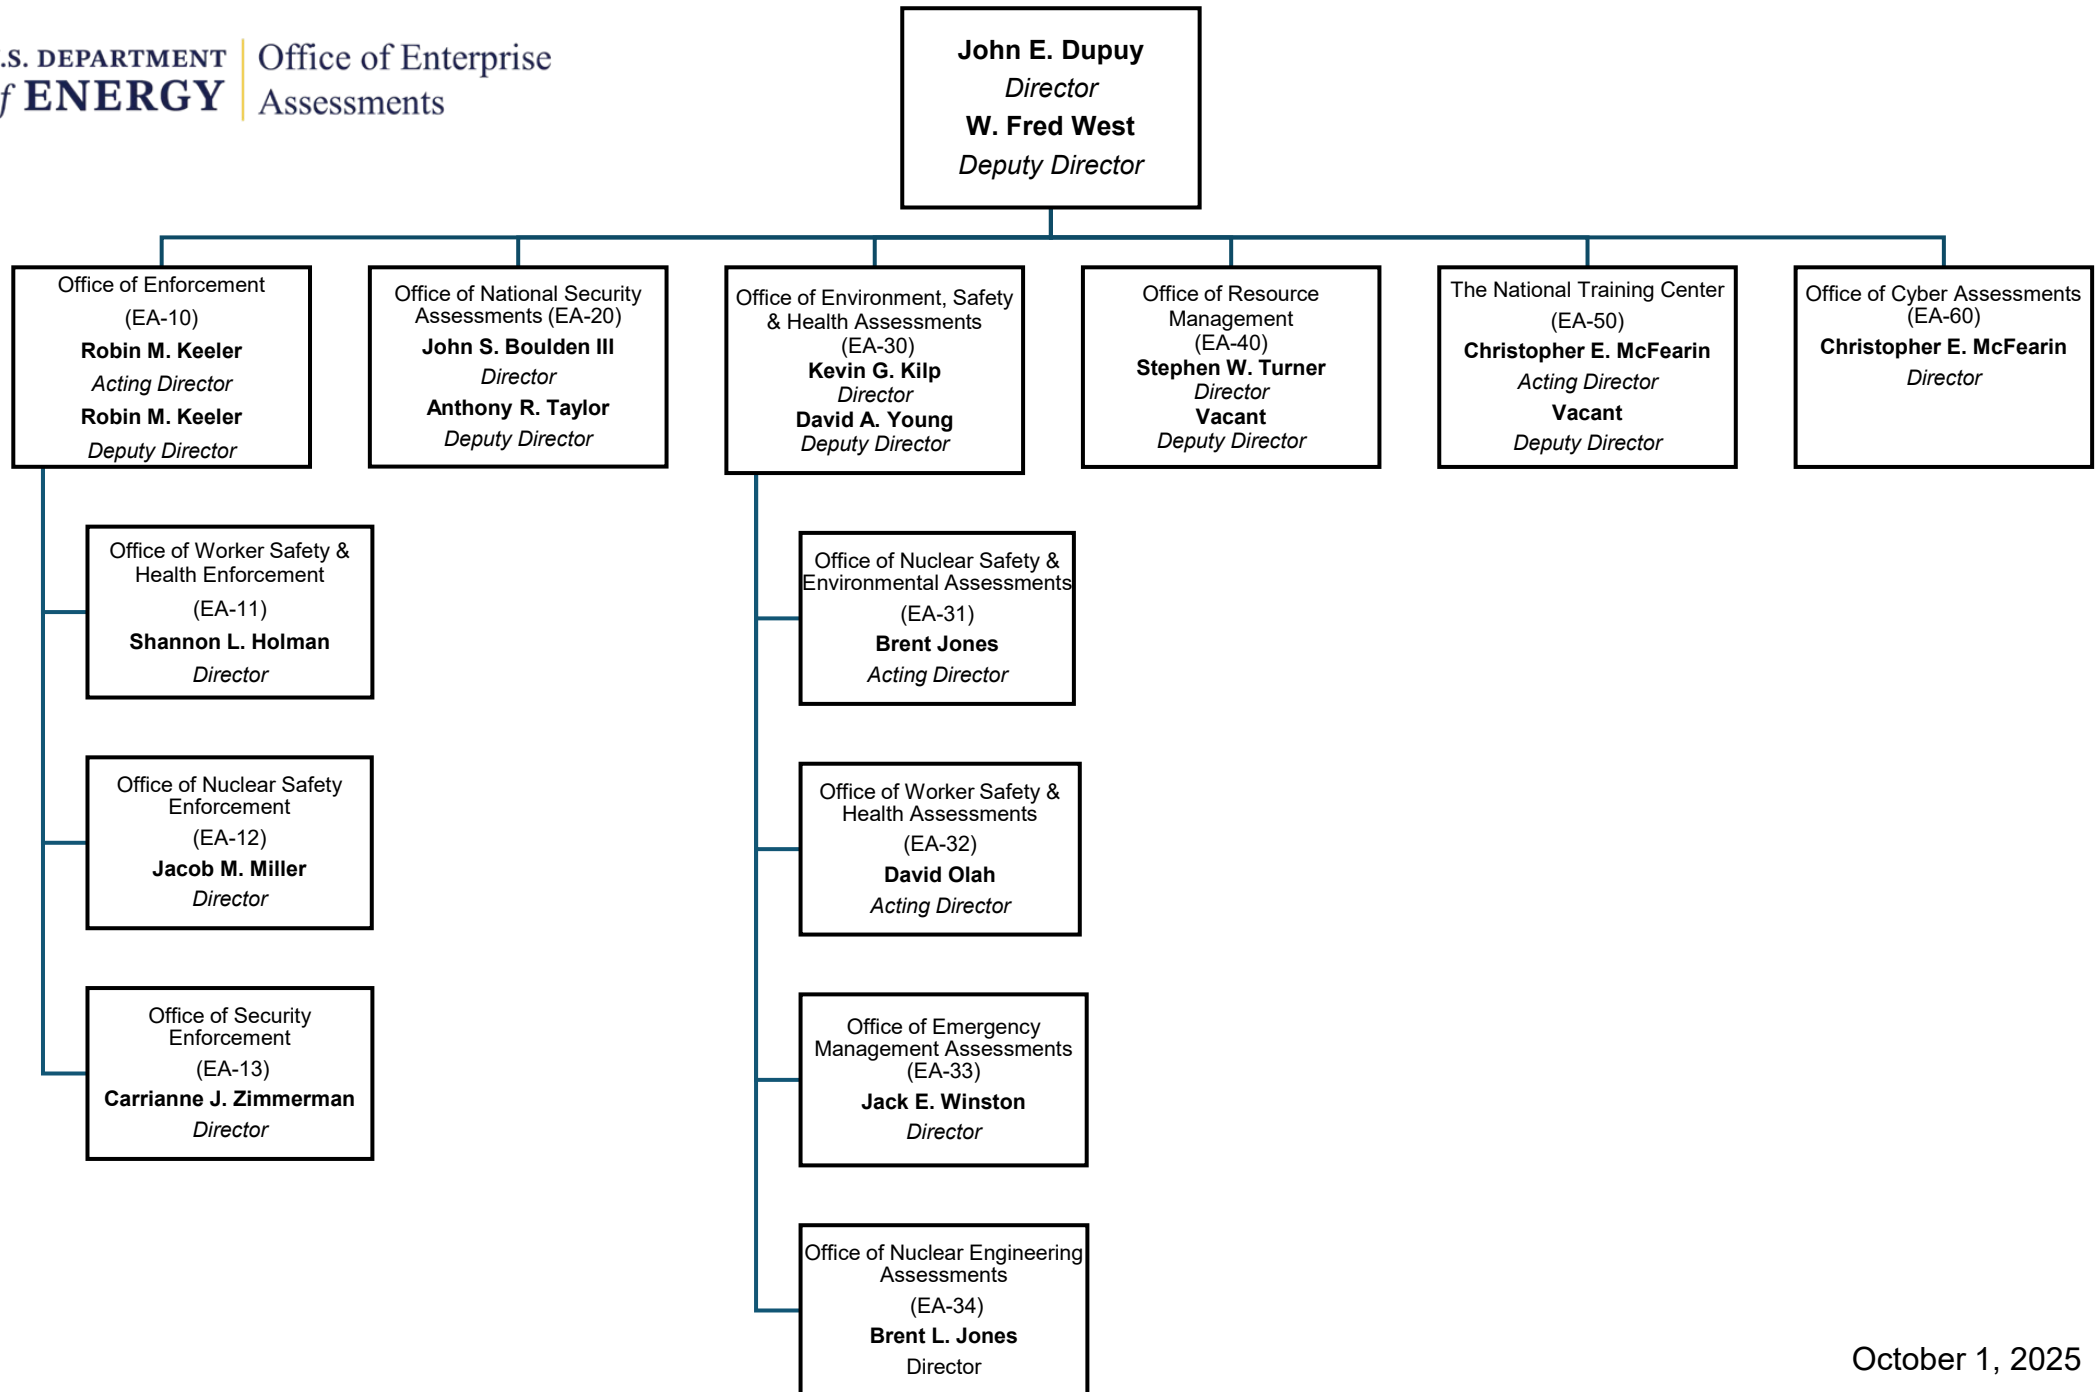 .S. DEPARTMENT
f ENERGY
Office of Enterprise
Assessments
John E. Dupuy
Director
W. Fred West
Deputy Director
Office of Enforcement
(EA-10)
Robin M. Keeler
Acting Director
Robin M. Keeler
Deputy Director
Office of National Security
Assessments (EA-20)
John S. Boulden III
Director
Anthony R. Taylor
Deputy Director
Office of Environment, Safety
& Health Assessments
(EA-30)
Kevin G. Kilp
Director
David A. Young
Deputy Director
Office of Resource
Management
(EA-40)
Stephen W. Turner
Director
Vacant
Deputy Director
The National Training Center
(EA-50)
Christopher E. McFearin
Acting Director
Vacant
Deputy Director
Office of Cyber Assessments
(EA-60)
Christopher E. McFearin
Director
Office of Worker Safety &
Health Enforcement
(EA-11)
Shannon L. Holman
Director
Office of Nuclear Safety
Enforcement
(EA-12)
Jacob M. Miller
Director
Office of Security
Enforcement
(EA-13)
Carrianne J. Zimmerman
Director
Office of Nuclear Safety &
Environmental Assessments
(EA-31)
Brent Jones
Acting Director
Office of Worker Safety &
Health Assessments
(EA-32)
David Olah
Acting Director
Office of Emergency
Management Assessments
(EA-33)
Jack E. Winston
Director
Office of Nuclear Engineering
Assessments
(EA-34)
Brent L. Jones
Director
October 1, 2025